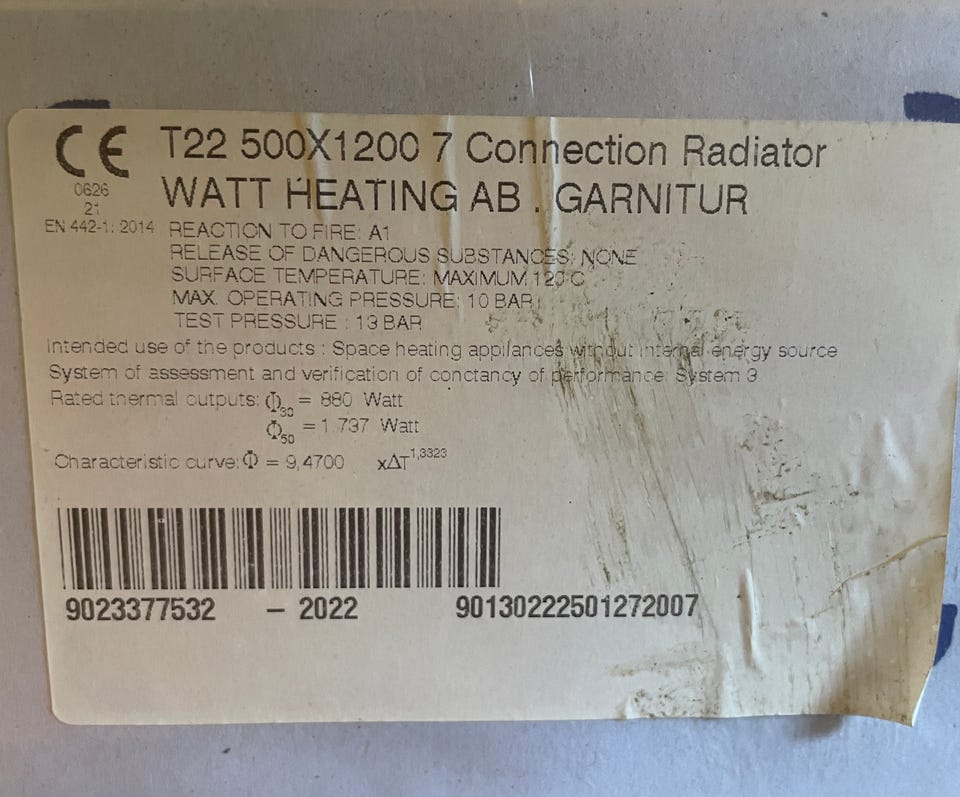 CE T22 500X1200 7 Connection Radiator
0626 WATT HEATING AB . GARNITUR
21
EN 442-1: 2014 REACTION TO FIRE: A1
RELEASE OF DANGEROUS SUBSTANCES: NONE
SURFACE TEMPERATURE: MAXIMUM 120 C
MAX. OPERATING PRESSURE: 10 BAR
TEST PRESSURE : 13 BAR
Intended use of the products : Space heating appliances without internal energy source
System of assessment and verification of conctancy of performance: System 3
Rated thermal outputs: Φ30 = 880 Watt
Φ50 = 1.737 Watt
Characteristic curve: Φ = 9,4700 xΔT^1,3323
9023377532 – 2022 90130222501272007